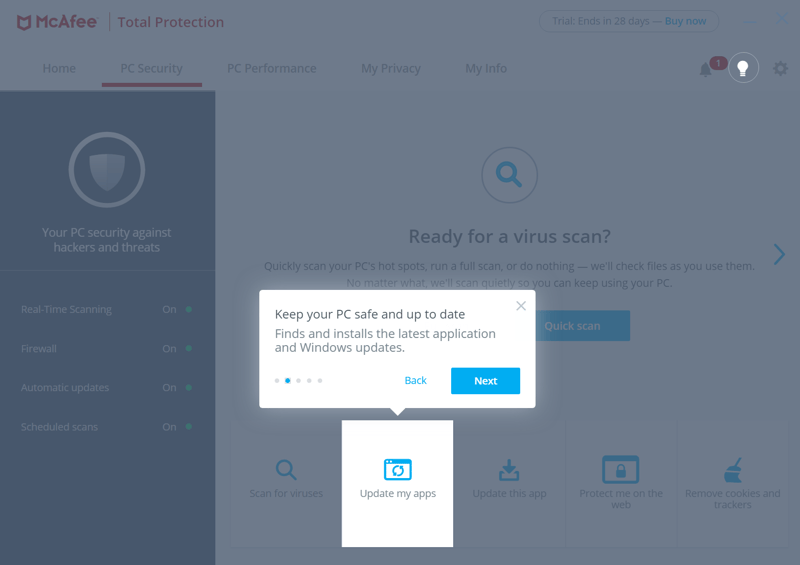 McAfee Total Protection
Trial: Ends in 28 days — Buy now
Home PC Security PC Performance My Privacy My Info
1
Your PC security against
hackers and threats
Real-Time Scanning On
Firewall On
Automatic updates On
Scheduled scans On
Ready for a virus scan?
Quickly scan your PC's hot spots, run a full scan, or do nothing — we'll check files as you use them.
No matter what, we'll scan quietly so you can keep using your PC.
Quick scan
Keep your PC safe and up to date
Finds and installs the latest application
and Windows updates.
Back Next
Scan for viruses
Update my apps
Update this app
Protect me on the
web
Remove cookies and
trackers